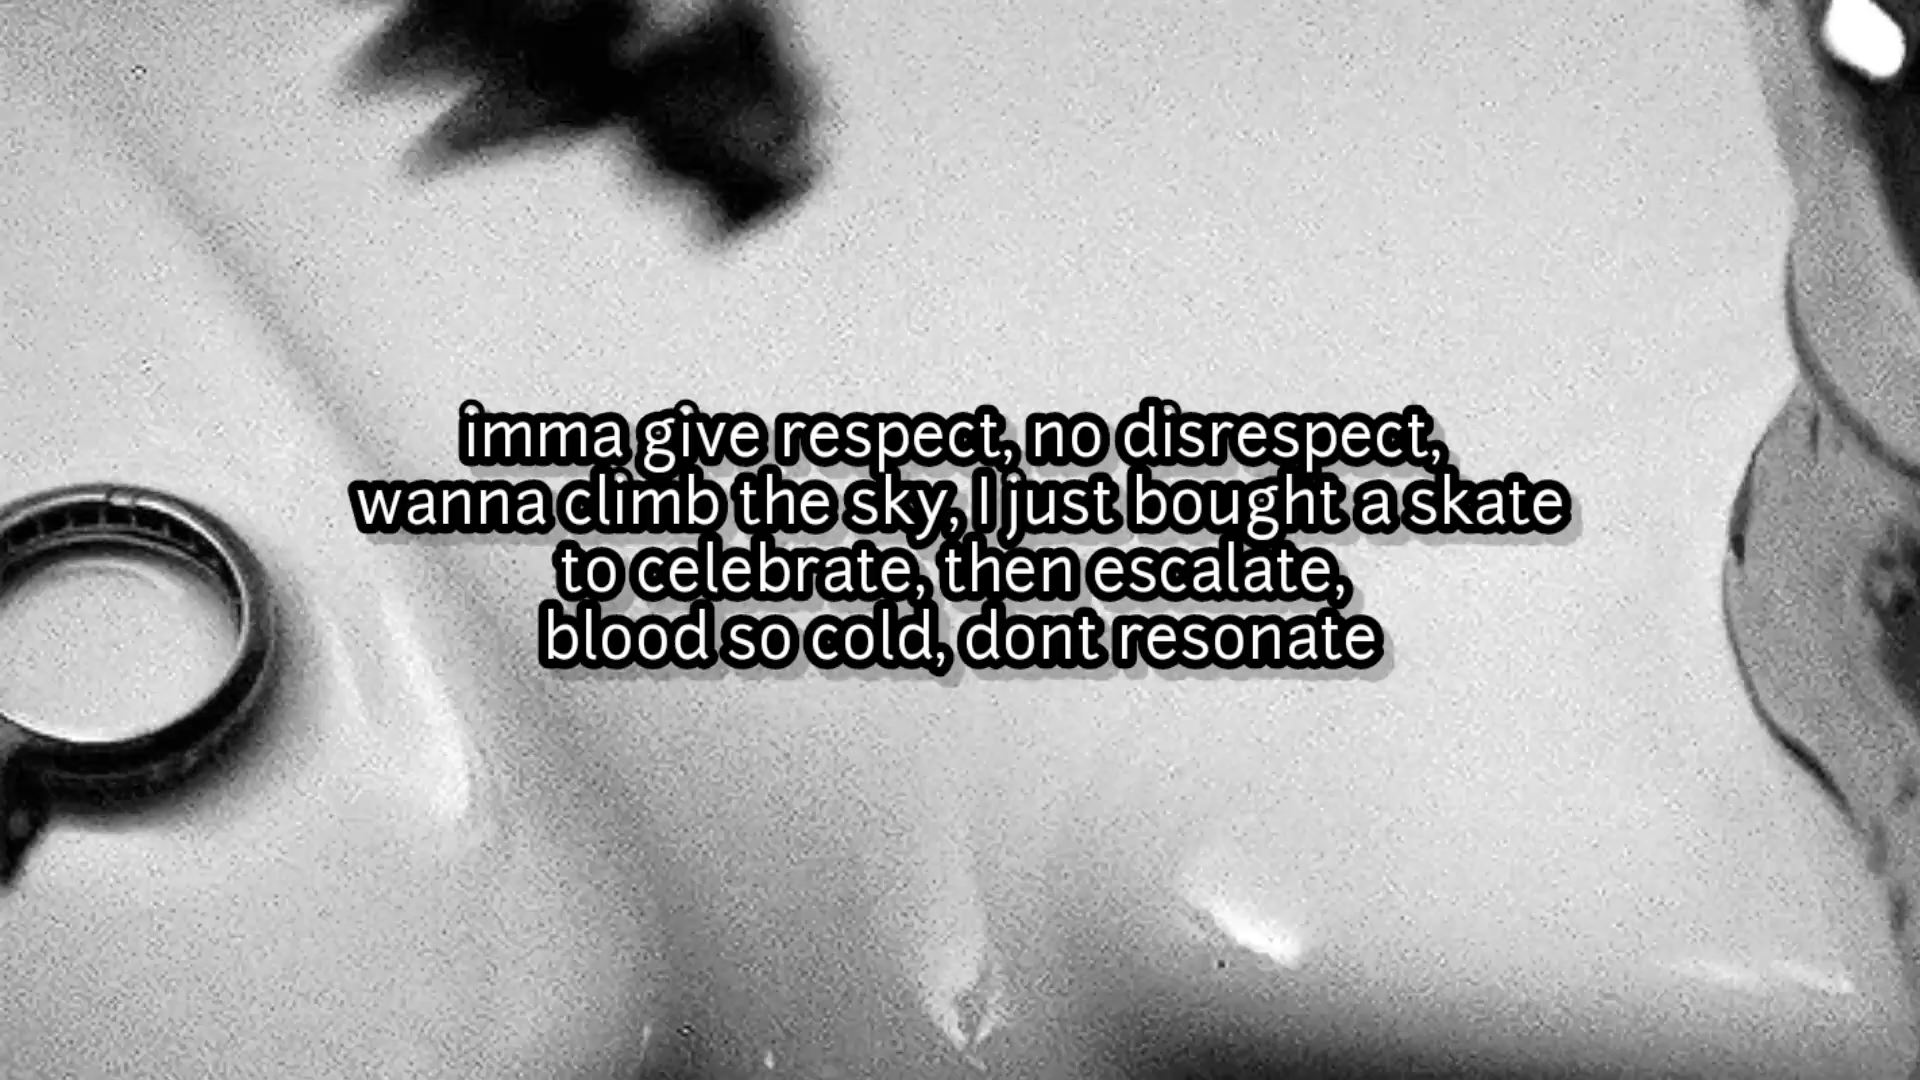 imma give respect, no disrespect,
wanna climb the sky, I just bought a skate
to celebrate, then escalate,
blood so cold, dont resonate